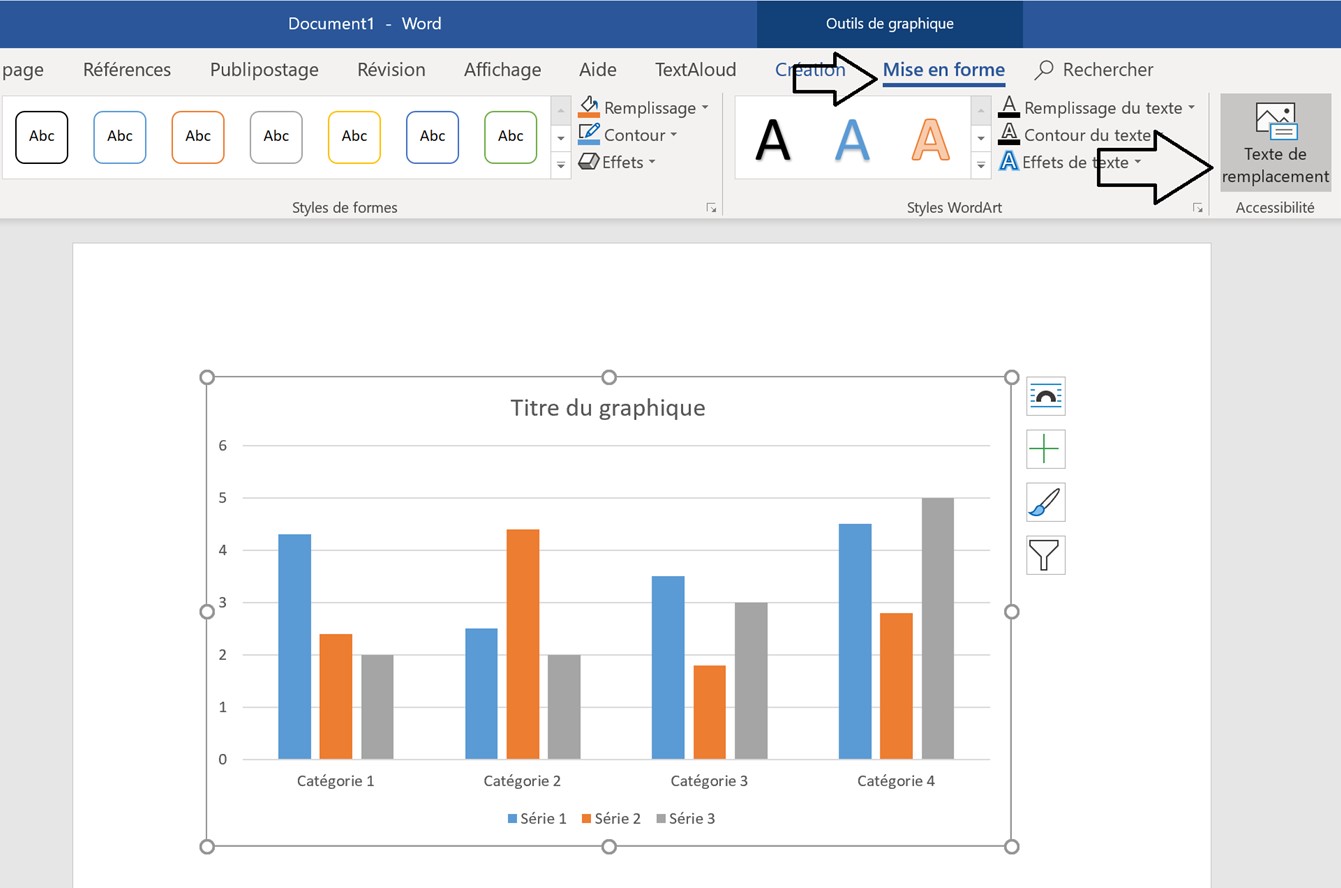 Document1 - Word
Outils de graphique
page Références Publipostage Révision Affichage Aide TextAloud Création Mise en forme Rechercher
Abc Abc Abc Abc Abc Abc Abc
Remplissage
Contour
Effets
Styles de formes
A A A
Remplissage du texte
Contour du texte
Effets de texte
Styles WordArt
Texte de
remplacement
Accessibilité
Titre du graphique
6
5
4
3
2
1
0
Catégorie 1 Catégorie 2 Catégorie 3 Catégorie 4
Série 1 Série 2 Série 3